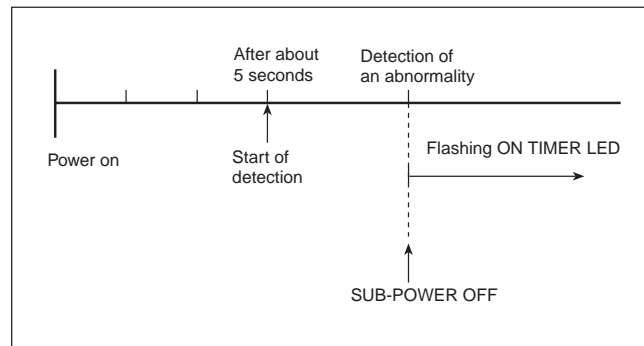 After about
5 seconds
Detection of
an abnormality
Power on
Start of
detection
Flashing ON TIMER LED
SUB-POWER OFF